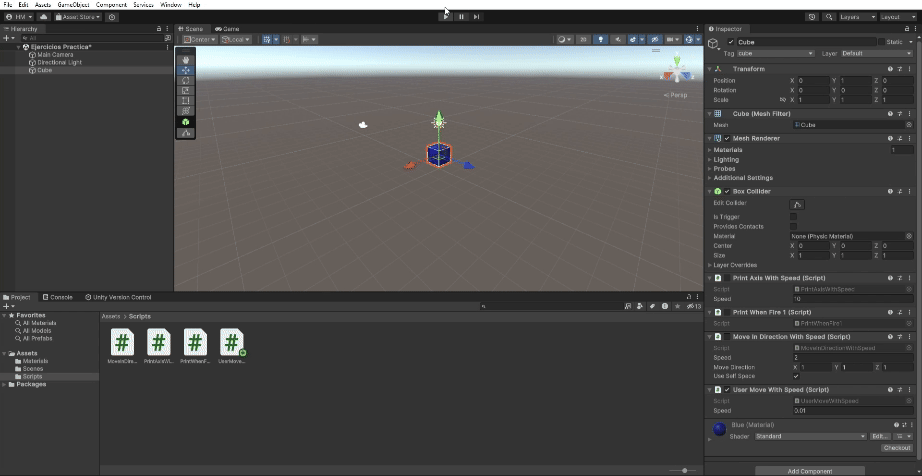 File Edit Assets GameObject Component Services Window Help
HM Asset Store Layers Layout
Hierarchy Scene Game Inspector
All
Center Local 2D
Ejercicios Practica*
Main Camera
Directional Light
Cube
Persp
Cube Static
Tag cube Layer Default
Transform
Position X 0 Y 1 Z 0
Rotation X 0 Y 0 Z 0
Scale X 1 Y 1 Z 1
Cube (Mesh Filter)
Mesh Cube
Mesh Renderer
Materials 1
Lighting
Probes
Additional Settings
Box Collider
Edit Collider
Is Trigger
Provides Contacts
Material None (Physic Material)
Center X 0 Y 0 Z 0
Size X 1 Y 1 Z 1
Layer Overrides
Print Axis With Speed (Script)
Script PrintAxisWithSpeed
Speed 10
Print When Fire 1 (Script)
Script PrintWhenFire1
Move In Direction With Speed (Script)
Script MoveInDirectionWithSpeed
Speed 2
Move Direction X 1 Y 1 Z 1
Use Self Space
User Move With Speed (Script)
Script UserMoveWithSpeed
Speed 0.01
Blue (Material)
Shader Standard Edit...
Checkout
Add Component
Project Console Unity Version Control
13
Favorites
All Materials
All Models
All Prefabs
Assets
Materials
Scenes
Scripts
Packages
Assets > Scripts
MoveInDire... PrintAxisWi... PrintWhenF... UserMove...